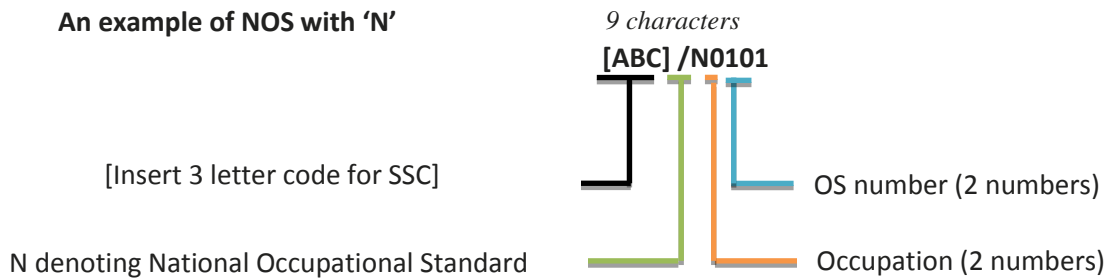 An example of NOS with ‘N’
9 characters
[ABC] /N0101
[Insert 3 letter code for SSC]
OS number (2 numbers)
N denoting National Occupational Standard
Occupation (2 numbers)